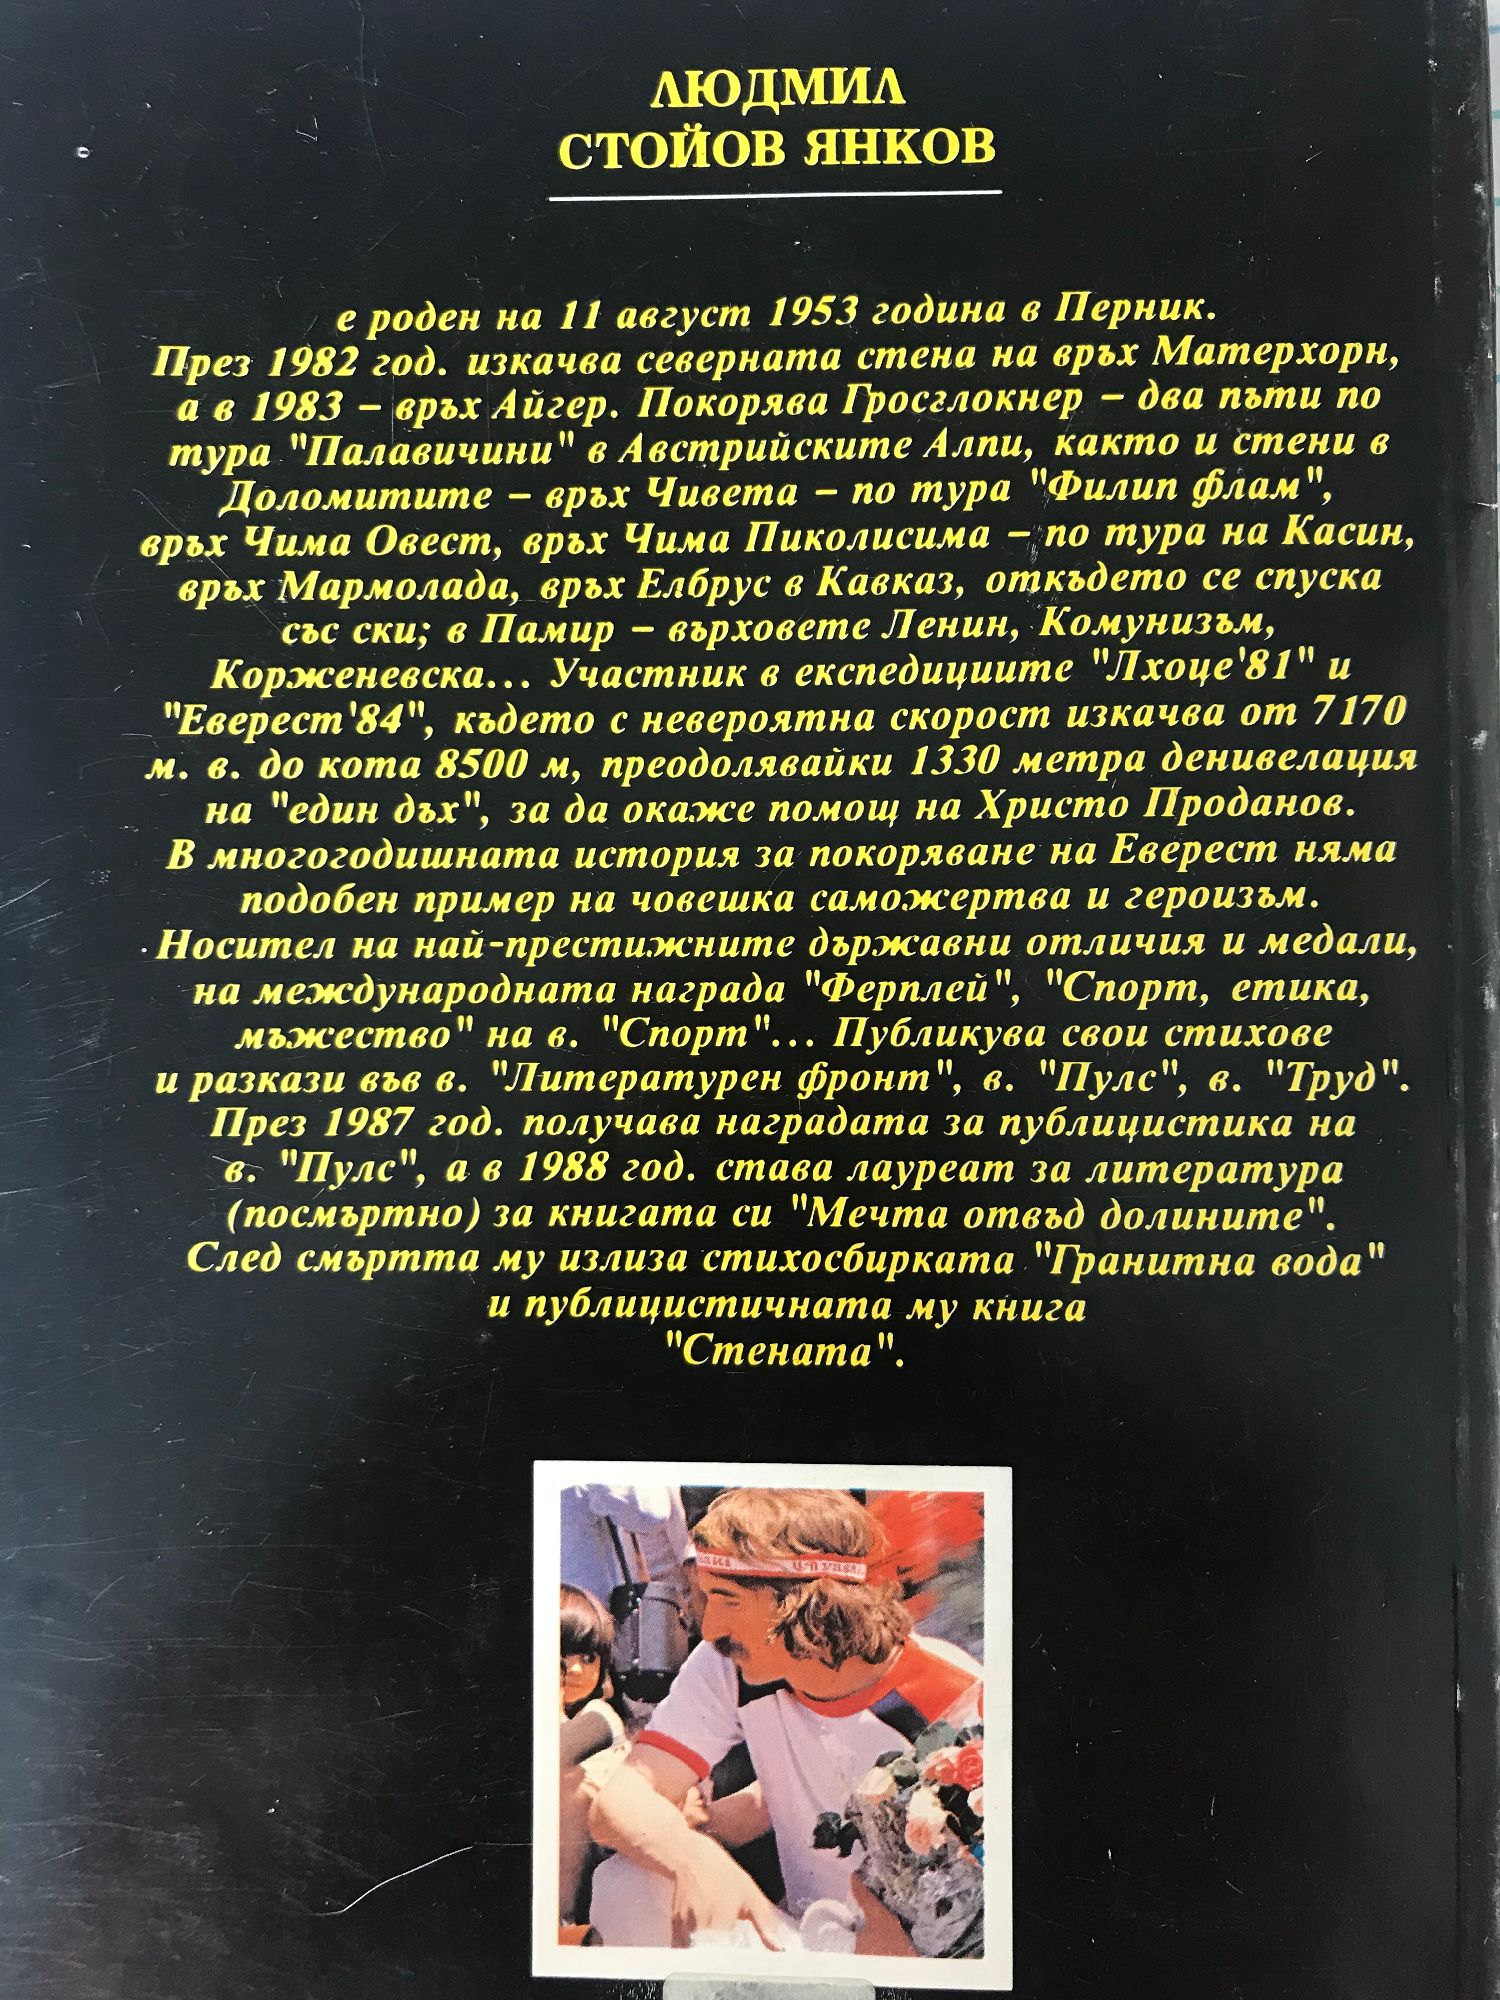 ЛЮДМИЛ
СТОЙОВ ЯНКОВ
е роден на 11 август 1953 година в Перник.
През 1982 год. изкачва северната стена на връх Матерхорн,
а в 1983 – връх Айгер. Покорява Гросглокнер – два пъти по
тура "Палавичини" в Австрийските Алпи, както и стени в
Доломитите – връх Чивета – по тура "Филип флам",
връх Чима Овест, връх Чима Пиколисима – по тура на Касин,
връх Мармолада, връх Елбрус в Кавказ, откъдето се спуска
със ски; в Памир – върховете Ленин, Комунизъм,
Корженевска... Участник в експедициите "Лхоце'81" и
"Еверест'84", където с невероятна скорост изкачва от 7170
м. в. до кота 8500 м, преодолявайки 1330 метра денивелация
на "един дъх", за да окаже помощ на Христо Проданов.
В многогодишната история за покоряване на Еверест няма
подобен пример на човешка саможертва и героизъм.
Носител на най-престижните държавни отличия и медали,
на международната награда "Ферплей", "Спорт, етика,
мъжество" на в. "Спорт"... Публикува свои стихове
и разкази във в. "Литературен фронт", в. "Пулс", в. "Труд".
През 1987 год. получава наградата за публицистика на
в. "Пулс", а в 1988 год. става лауреат за литература
(посмъртно) за книгата си "Мечта отвъд долините".
След смъртта му излиза стихосбирката "Гранитна вода"
и публицистичната му книга
"Стената".